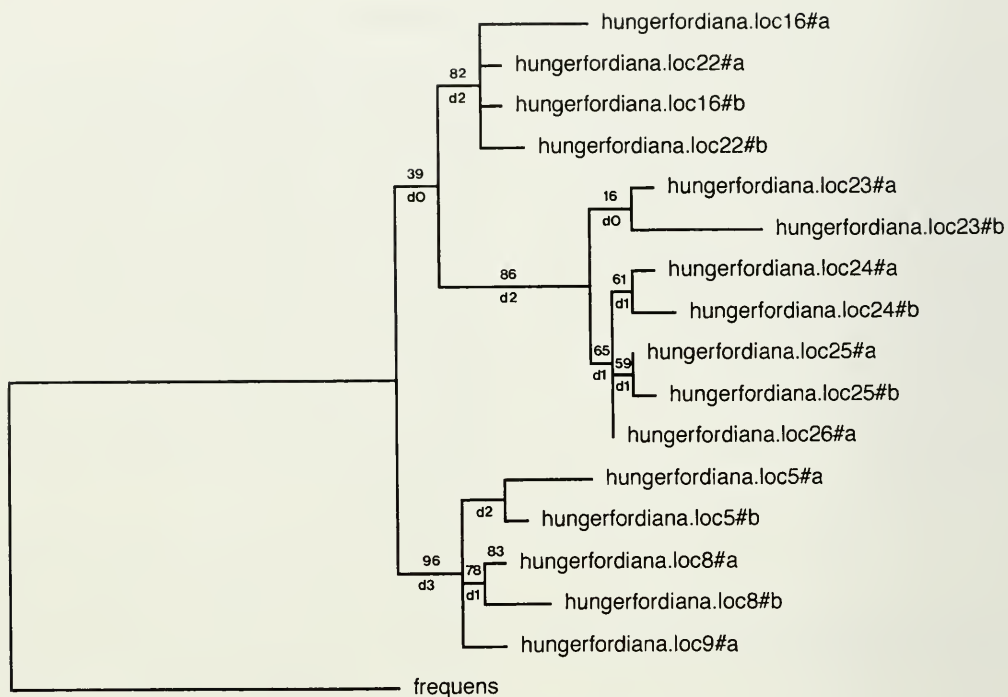 hungerfordiana.loc16#a
82
hungerfordiana.loc22#a
d2
hungerfordiana.loc16#b
hungerfordiana.loc22#b
39
d0
hungerfordiana.loc23#a
16
d0
hungerfordiana.loc23#b
86
d2
61
hungerfordiana.loc24#a
d1
hungerfordiana.loc24#b
65
d1
59
hungerfordiana.loc25#a
d1
hungerfordiana.loc25#b
hungerfordiana.loc26#a
hungerfordiana.loc5#a
d2
hungerfordiana.loc5#b
96
d3
83
hungerfordiana.loc8#a
78
d1
hungerfordiana.loc8#b
hungerfordiana.loc9#a
frequens